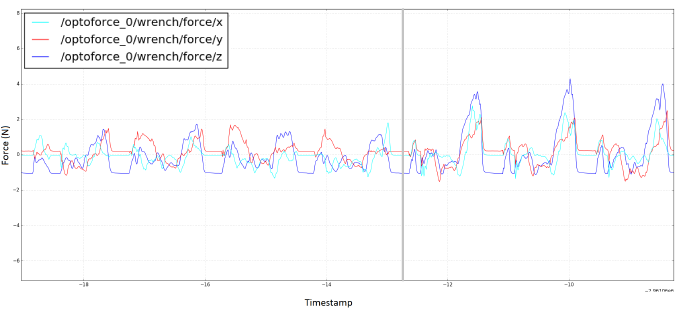 /optoforce_0/wrench/force/x
/optoforce_0/wrench/force/y
/optoforce_0/wrench/force/z
8
6
4
2
0
−2
−4
−6
Force (N)
−18
−16
−14
−12
−10
Timestamp